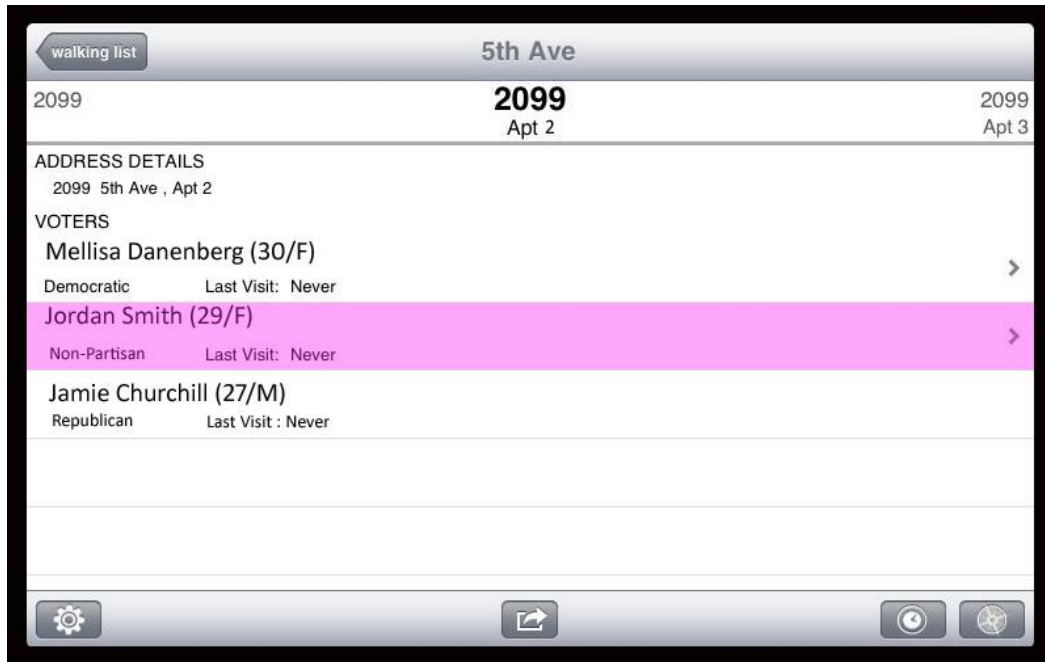 walking list 5th Ave
2099 2099 2099
Apt 2 Apt 3
ADDRESS DETAILS
2099 5th Ave , Apt 2
VOTERS
Mellisa Danenberg (30/F)
Democratic Last Visit: Never
Jordan Smith (29/F)
Non-Partisan Last Visit: Never
Jamie Churchill (27/M)
Republican Last Visit : Never